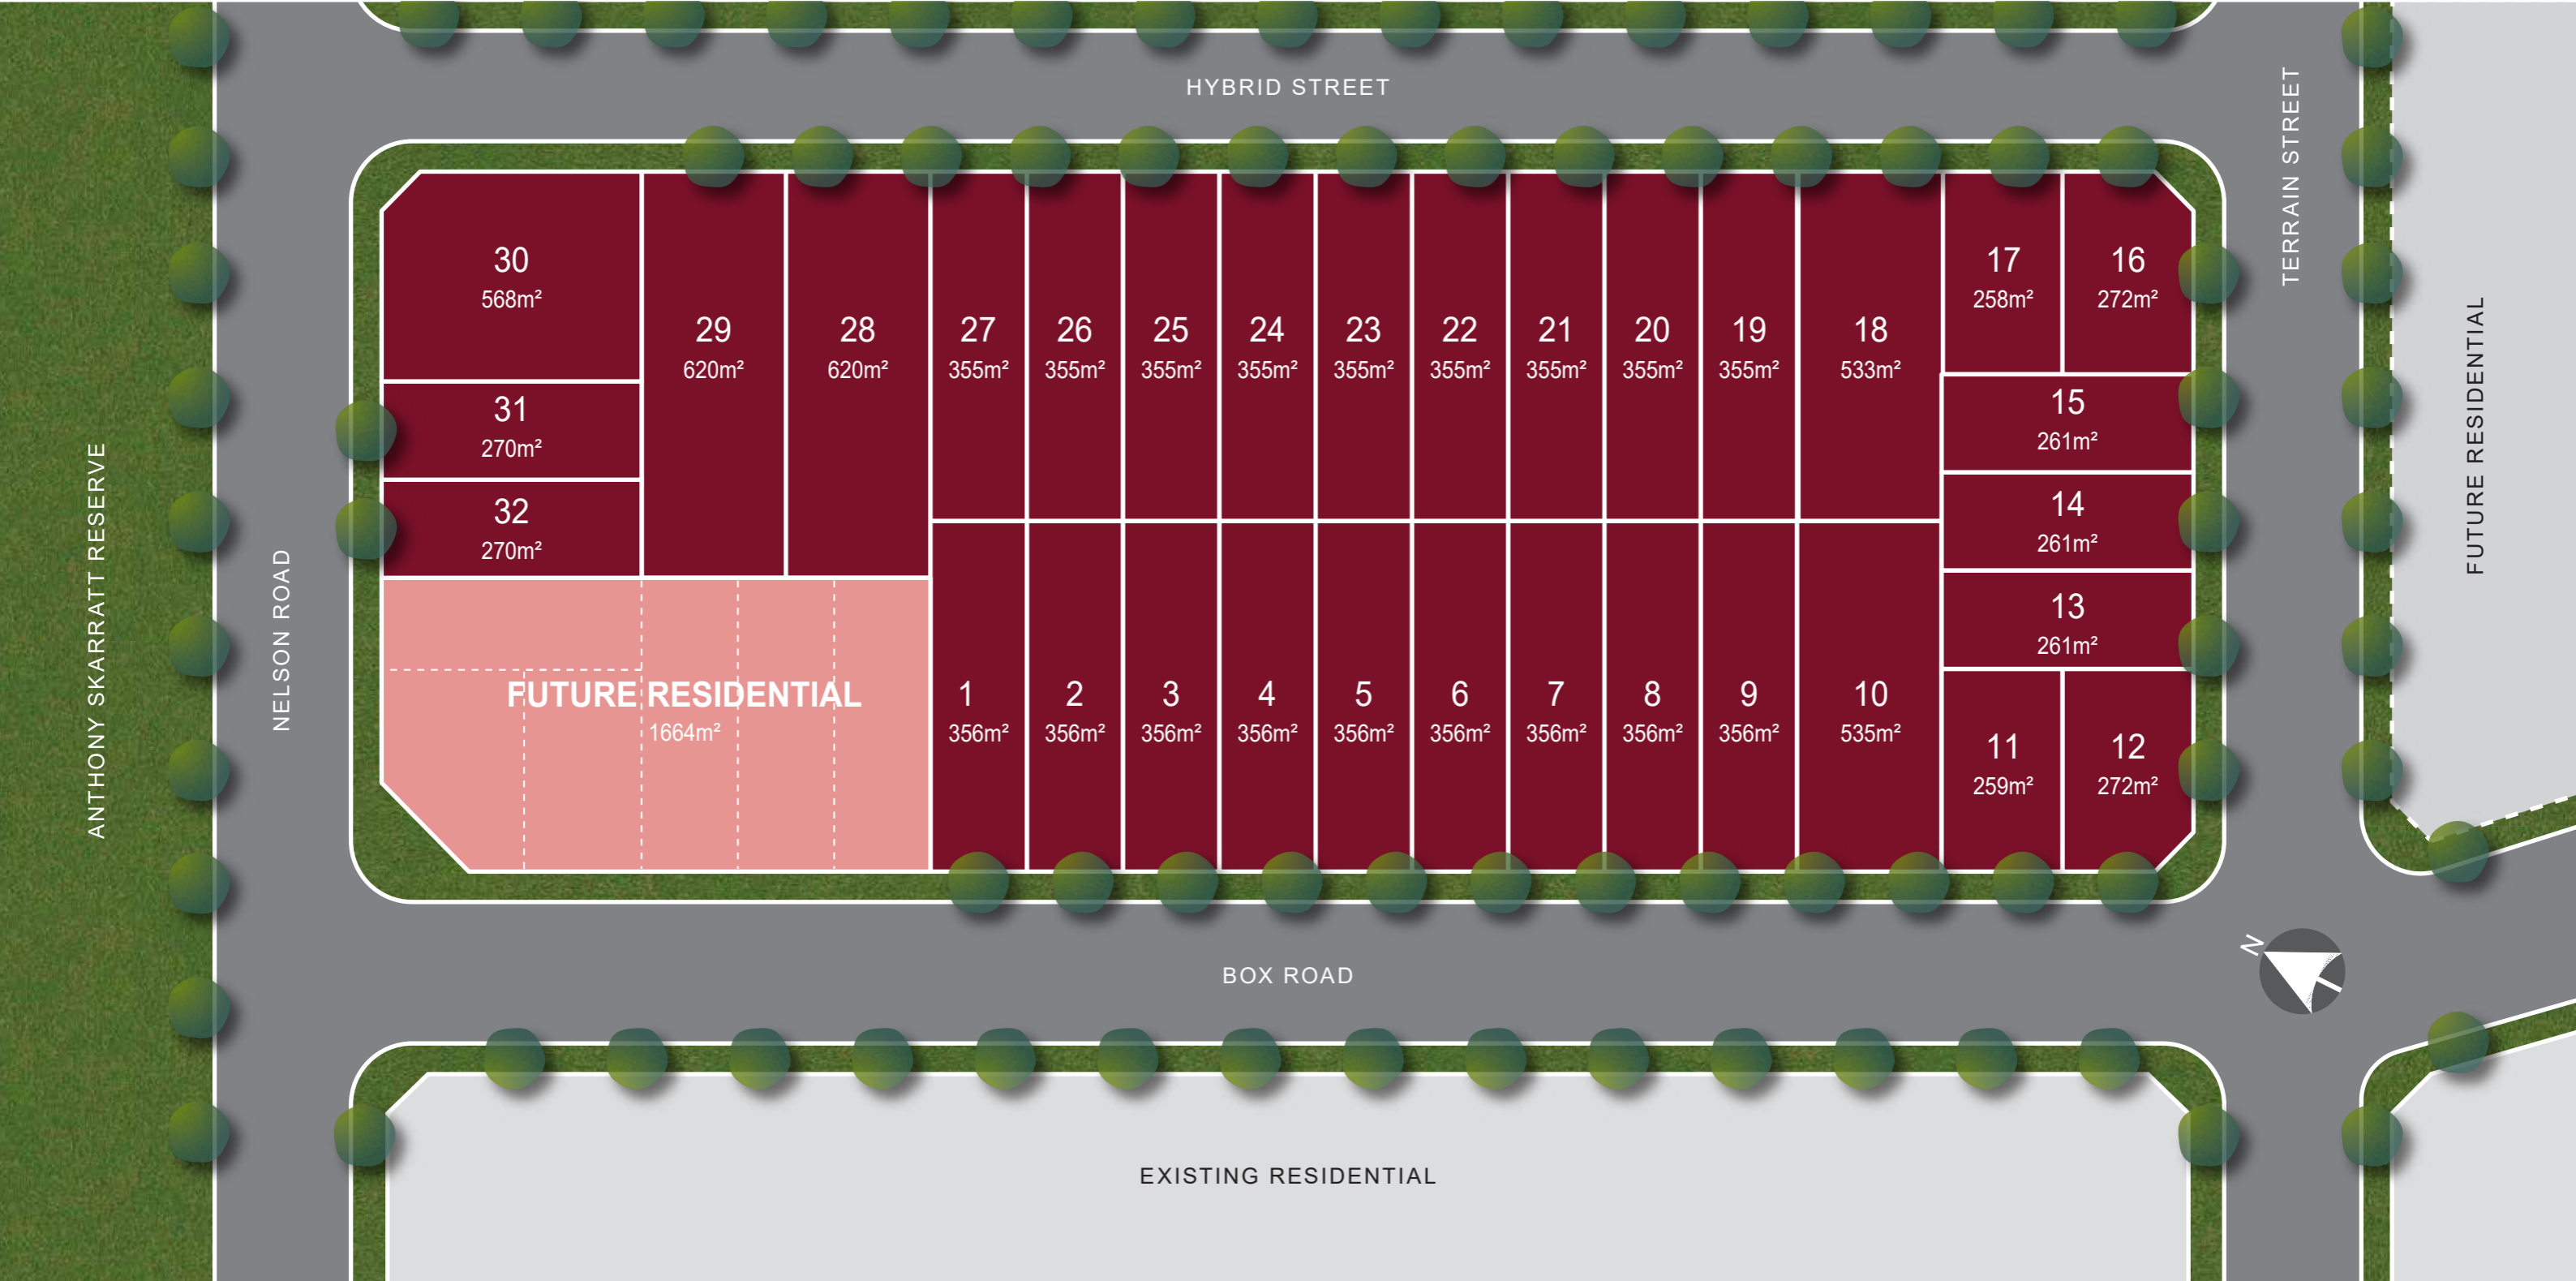 HYBRID STREET
TERRAIN STREET
30
568m²
29
620m²
28
620m²
27
355m²
26
355m²
25
355m²
24
355m²
23
355m²
22
355m²
21
355m²
20
355m²
19
355m²
18
533m²
17
258m²
16
272m²
31
270m²
32
270m²
15
261m²
14
261m²
13
261m²
FUTURE RESIDENTIAL
ANTHONY SKARRATT RESERVE
NELSON ROAD
FUTURE RESIDENTIAL
1664m²
1
356m²
2
356m²
3
356m²
4
356m²
5
356m²
6
356m²
7
356m²
8
356m²
9
356m²
10
535m²
11
259m²
12
272m²
N
BOX ROAD
EXISTING RESIDENTIAL